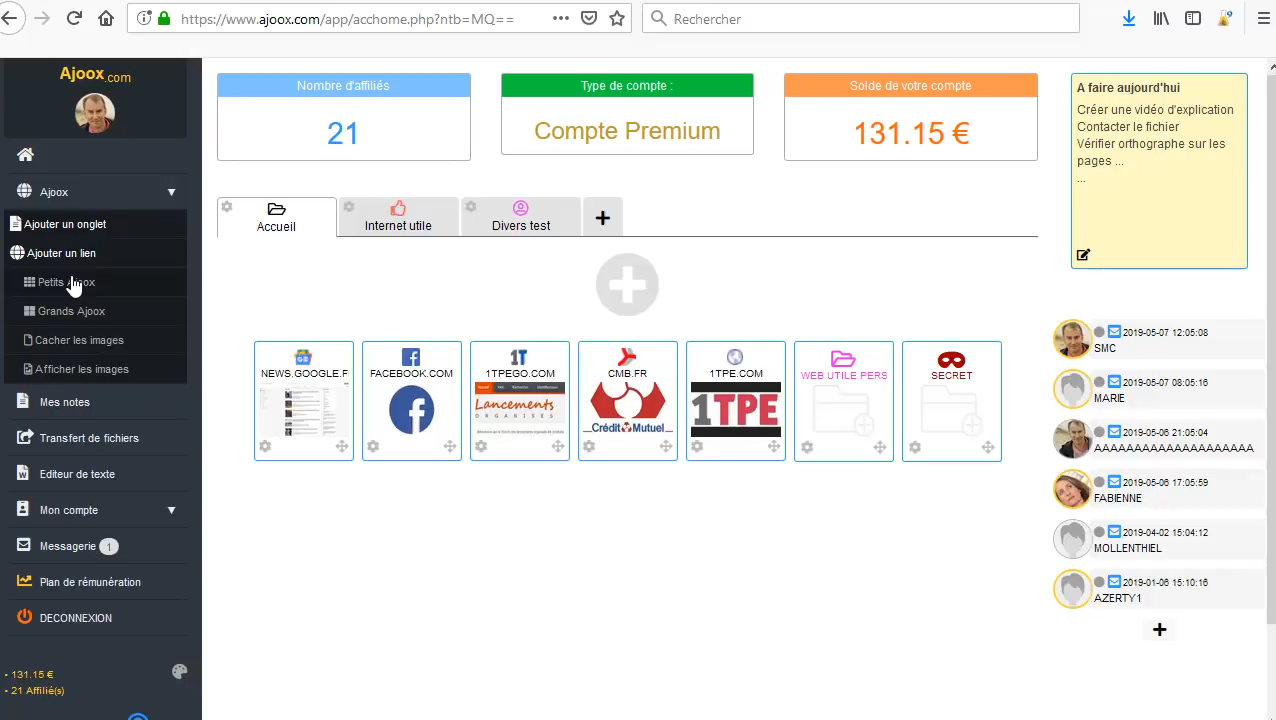 https://www.ajoox.com/app/acchome.php?ntb=MQ==
Rechercher
Ajoox.com
Ajoox
Ajouter un onglet
Ajouter un lien
Petits Ajoox
Grands Ajoox
Cacher les images
Afficher les images
Mes notes
Transfert de fichiers
Editeur de texte
Mon compte
Messagerie 1
Plan de rémunération
DECONNEXION
• 131.15 €
• 21 Affilié(s)
Nombre d'affiliés
21
Type de compte :
Compte Premium
Solde de votre compte
131.15 €
Accueil
Internet utile
Divers test
NEWS.GOOGLE.F
FACEBOOK.COM
1T
1TPEGO.COM
Lancements
CMB.FR
Crédit Mutuel
1TPE.COM
1TPE
WEB UTILE PERS
SECRET
A faire aujourd'hui
Créer une vidéo d'explication
Contacter le fichier
Vérifier orthographe sur les
pages ...
...
2019-05-07 12:05:08
SMC
MARIE
2019-05-06 21:05:04
AAAAAAAAAAAAAAAAAAAA
2019-05-06 17:05:59
FABIENNE
2019-04-02 15:04:12
MOLLENTHIEL
2019-01-06 15:10:16
AZERTY1